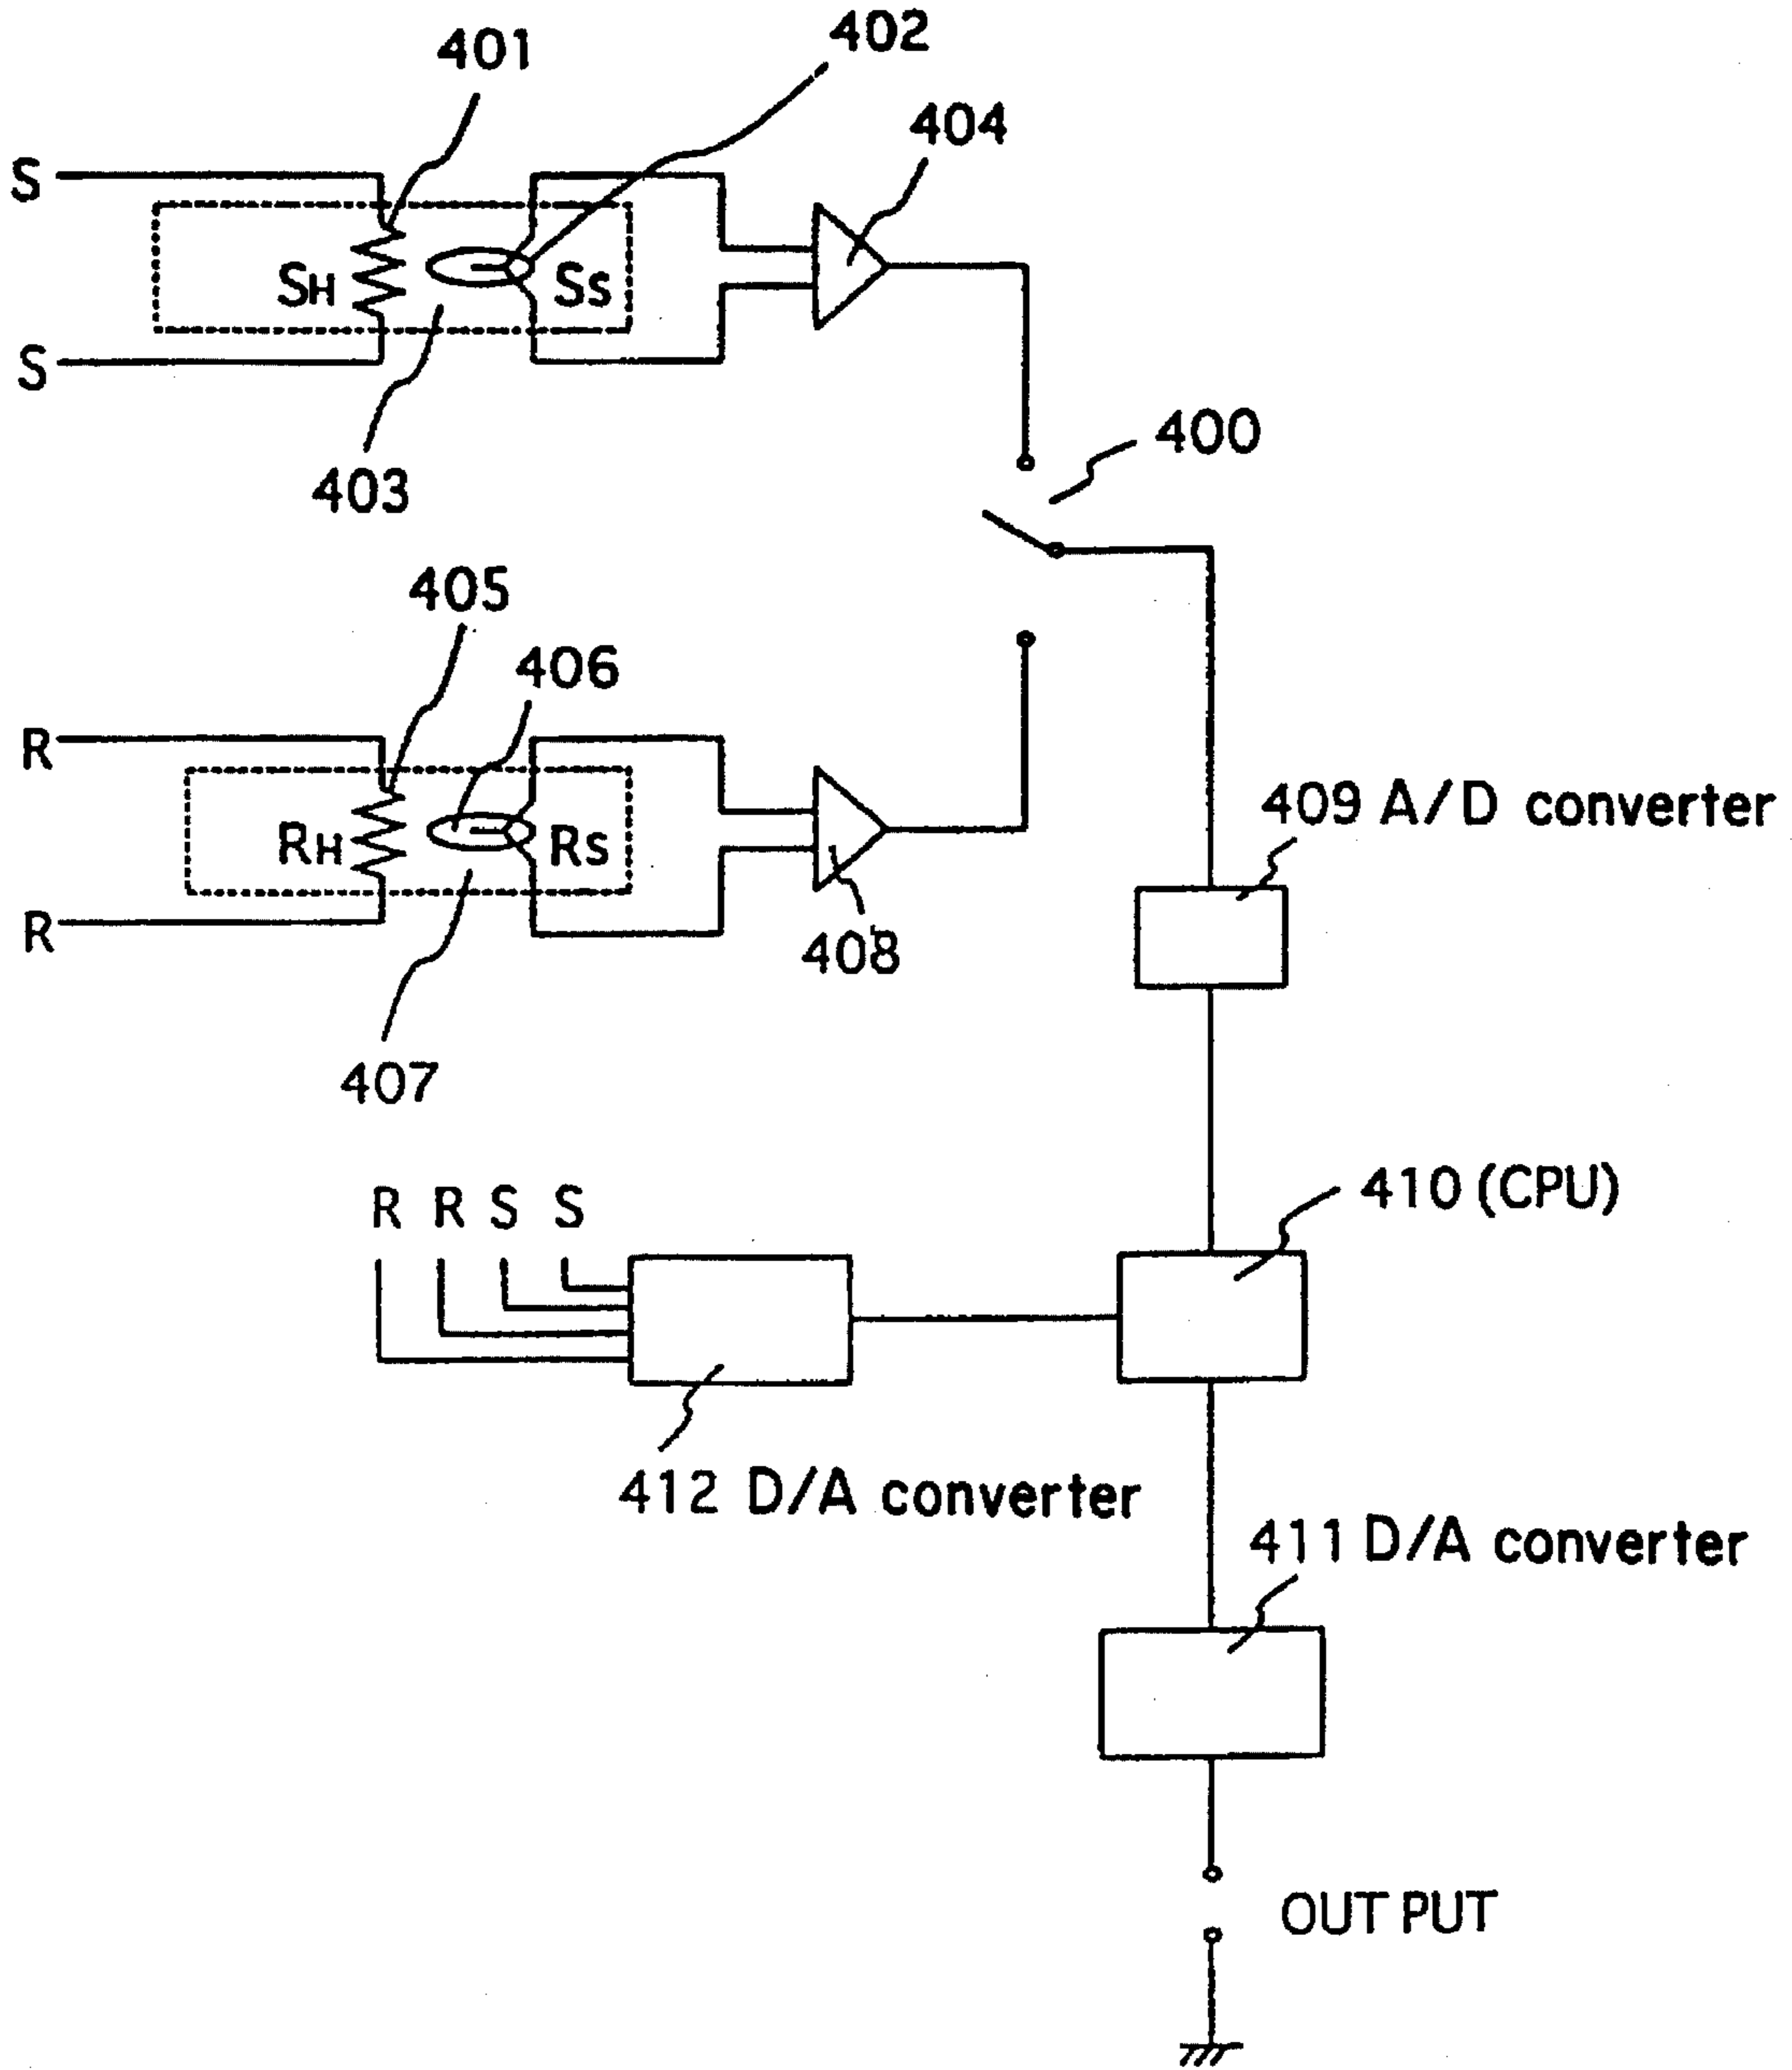 401
402
404
S
SH
Ss
S
403
400
405
406
R
RH
Rs
R
408
407
409 A/D converter
R R S S
410 (CPU)
412 D/A converter
411 D/A converter
OUT PUT